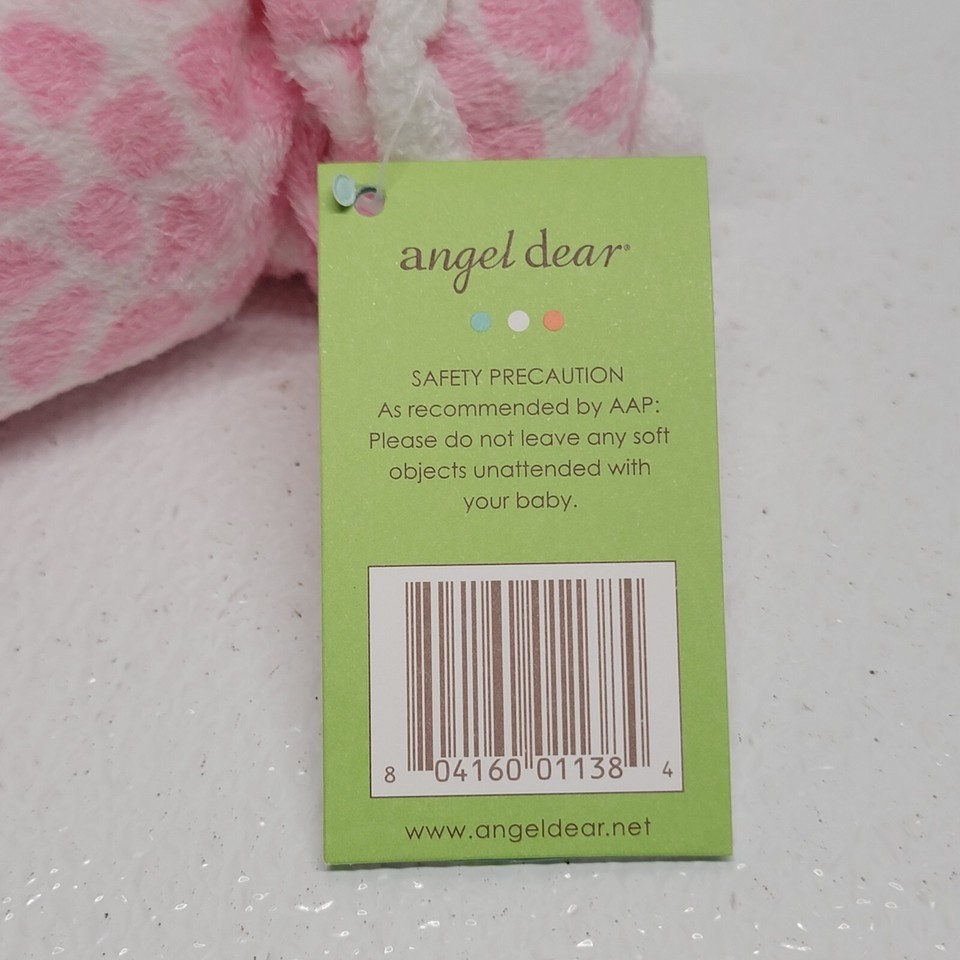 angel dear®
SAFETY PRECAUTION
As recommended by AAP:
Please do not leave any soft
objects unattended with
your baby.
8 04160 01138 4
www.angeldear.net